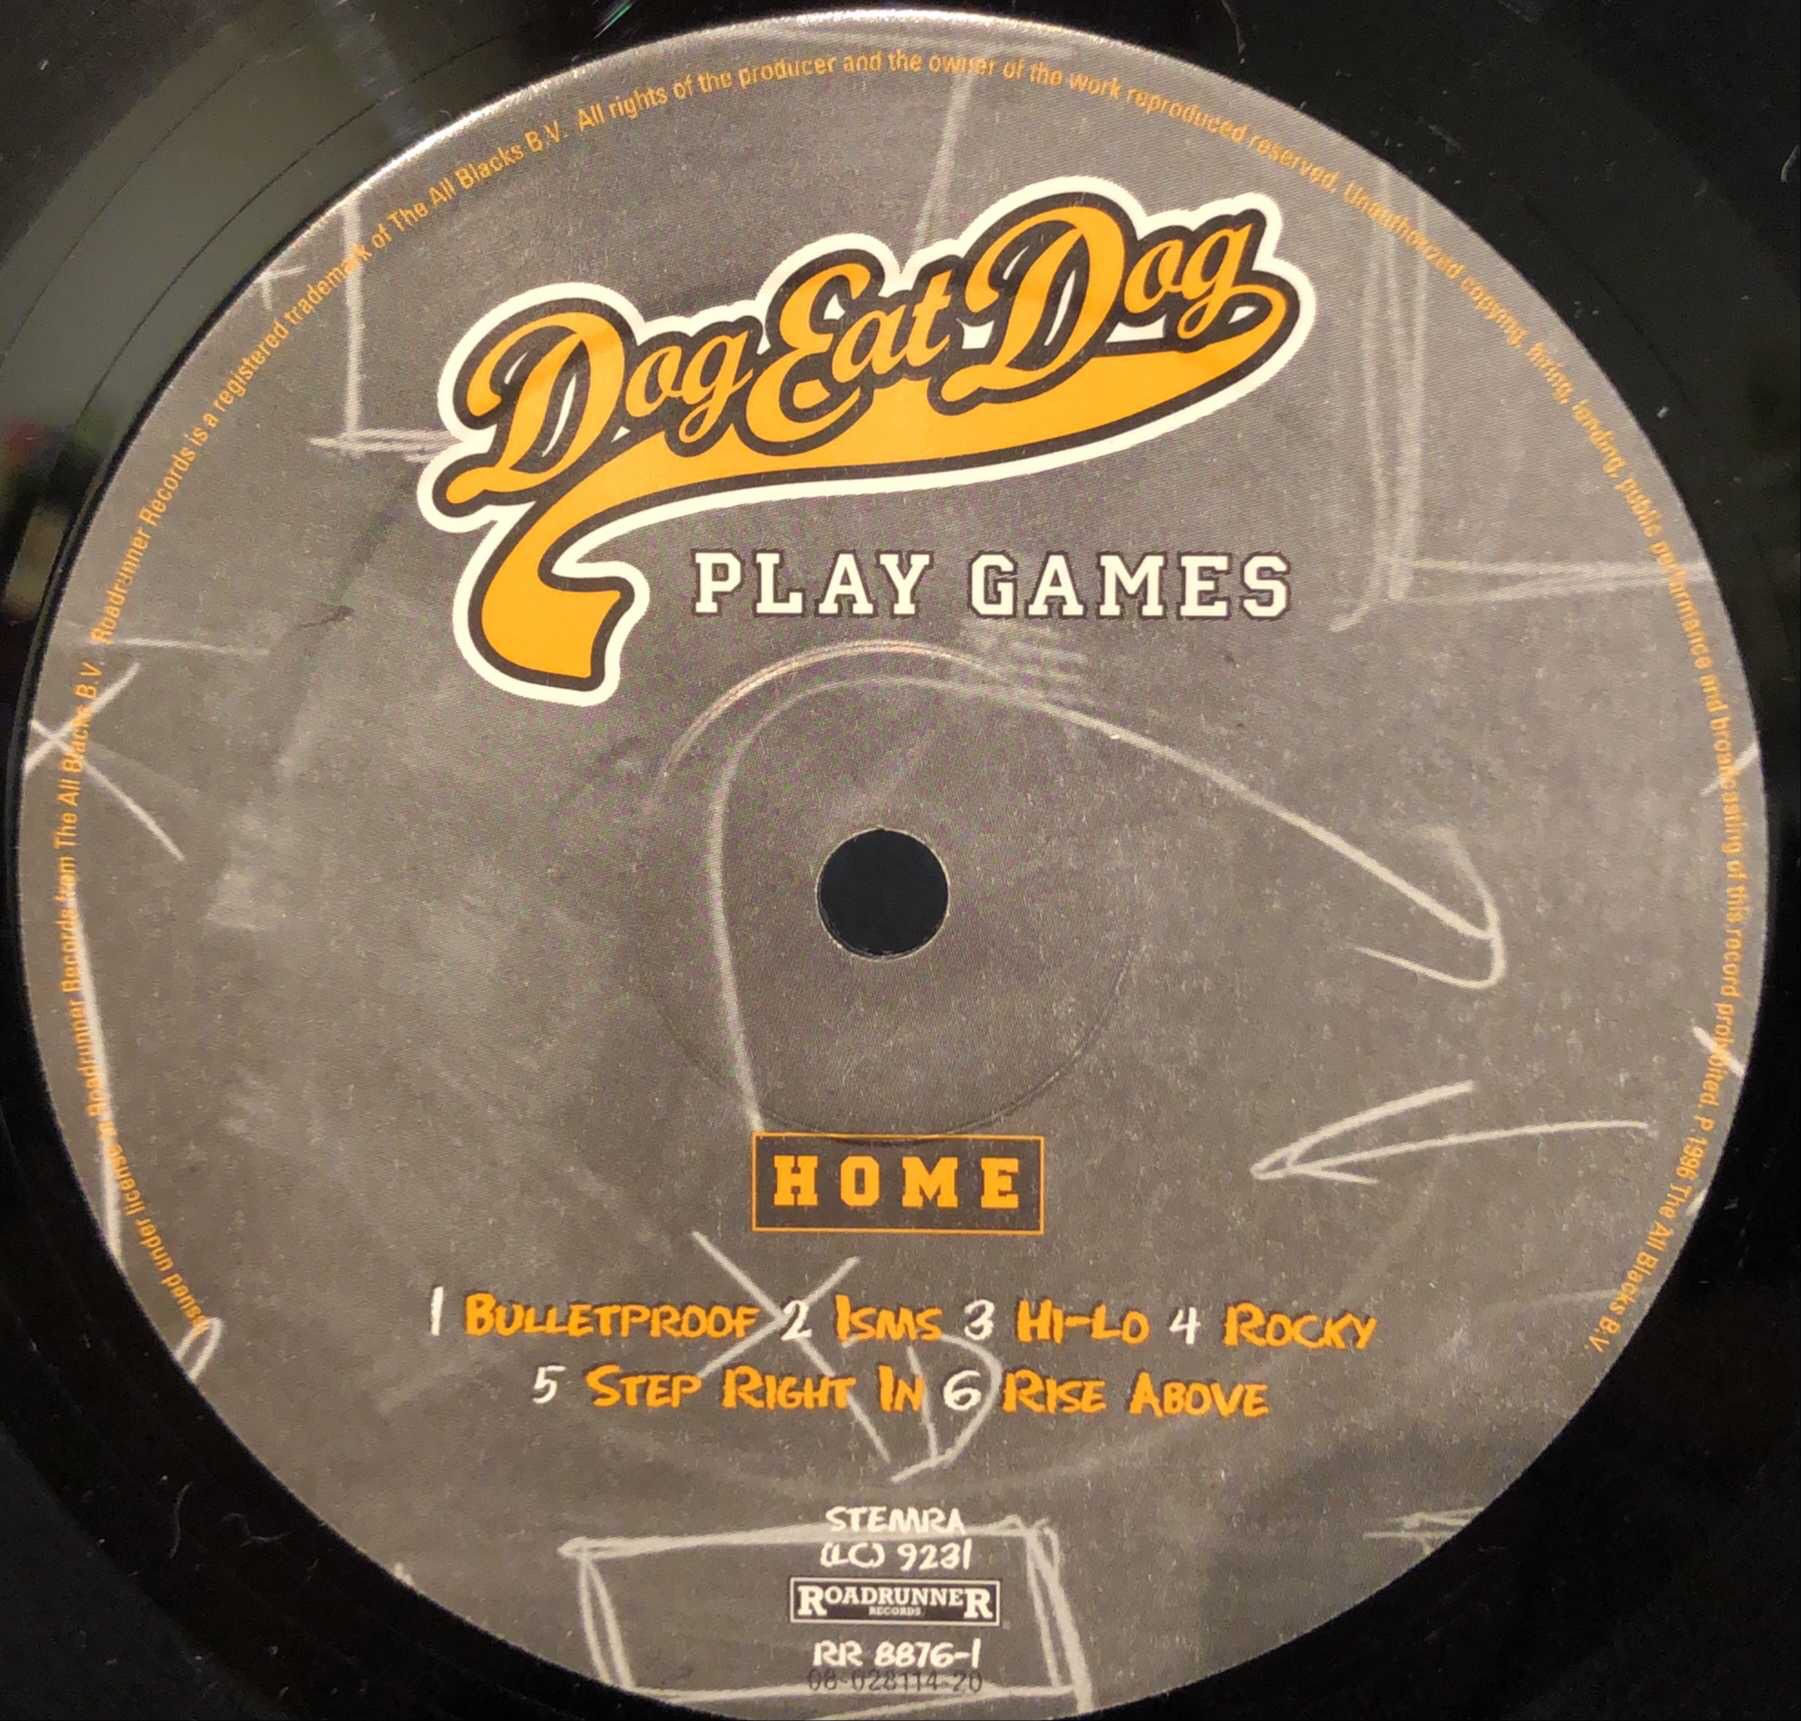 Issued under license to Roadrunner Records from The All Blacks B.V. Roadrunner Records is a registered trademark of The All Blacks B.V. All rights of the producer and the owner of the work reproduced reserved. Unauthorized copying, hiring, lending, public performance and broadcasting of this record prohibited. P 1996 The All Blacks B.V.
Dog Eat Dog
PLAY GAMES
HOME
1 BULLETPROOF 2 ISMS 3 HI-LO 4 ROCKY
5 STEP RIGHT IN 6 RISE ABOVE
STEMRA
(LC) 9231
ROADRUNNER
RECORDS
RR 8876-1
08-028114-20